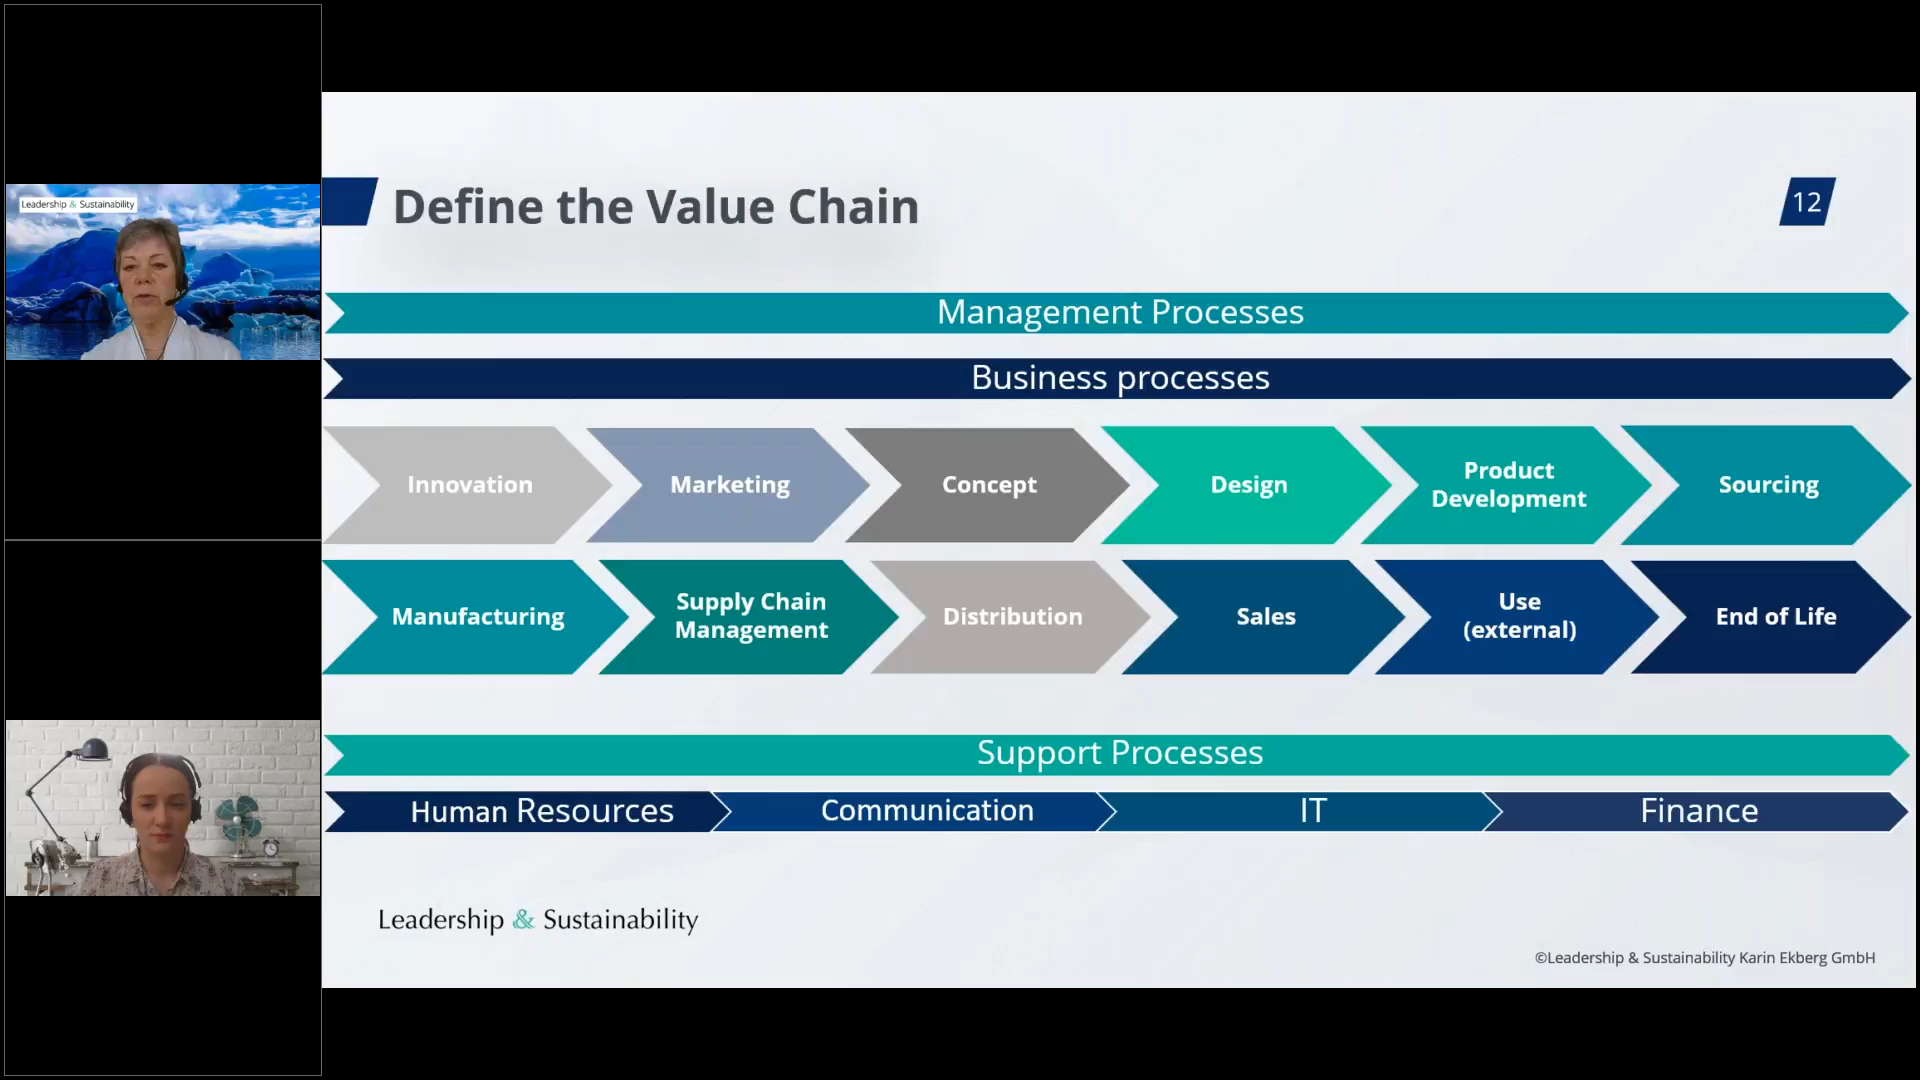 Leadership & Sustainability
Define the Value Chain
12
Management Processes
Business processes
Innovation
Marketing
Concept
Design
Product
Development
Sourcing
Manufacturing
Supply Chain
Management
Distribution
Sales
Use
(external)
End of Life
Support Processes
Human Resources
Communication
IT
Finance
Leadership & Sustainability
©Leadership & Sustainability Karin Ekberg GmbH